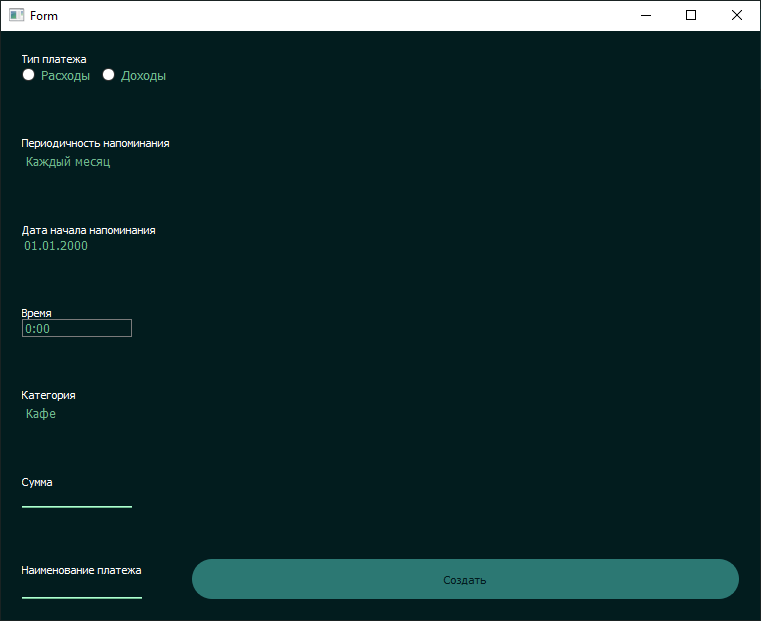 Form
Тип платежа
Расходы Доходы
Периодичность напоминания
Каждый месяц
Дата начала напоминания
01.01.2000
Время
0:00
Категория
Кафе
Сумма
Наименование платежа
Создать